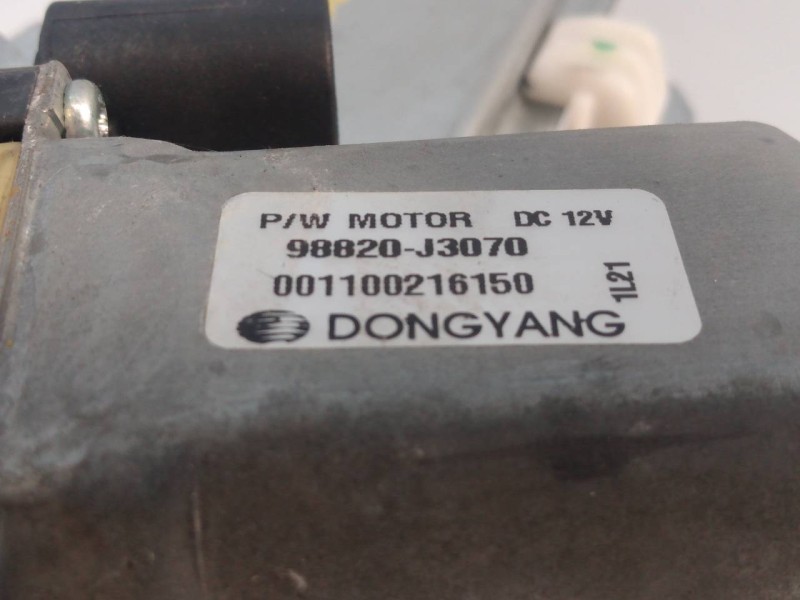 P/W MOTOR DC 12V
98820-J3070
001100216150
1L21
DONGYANG